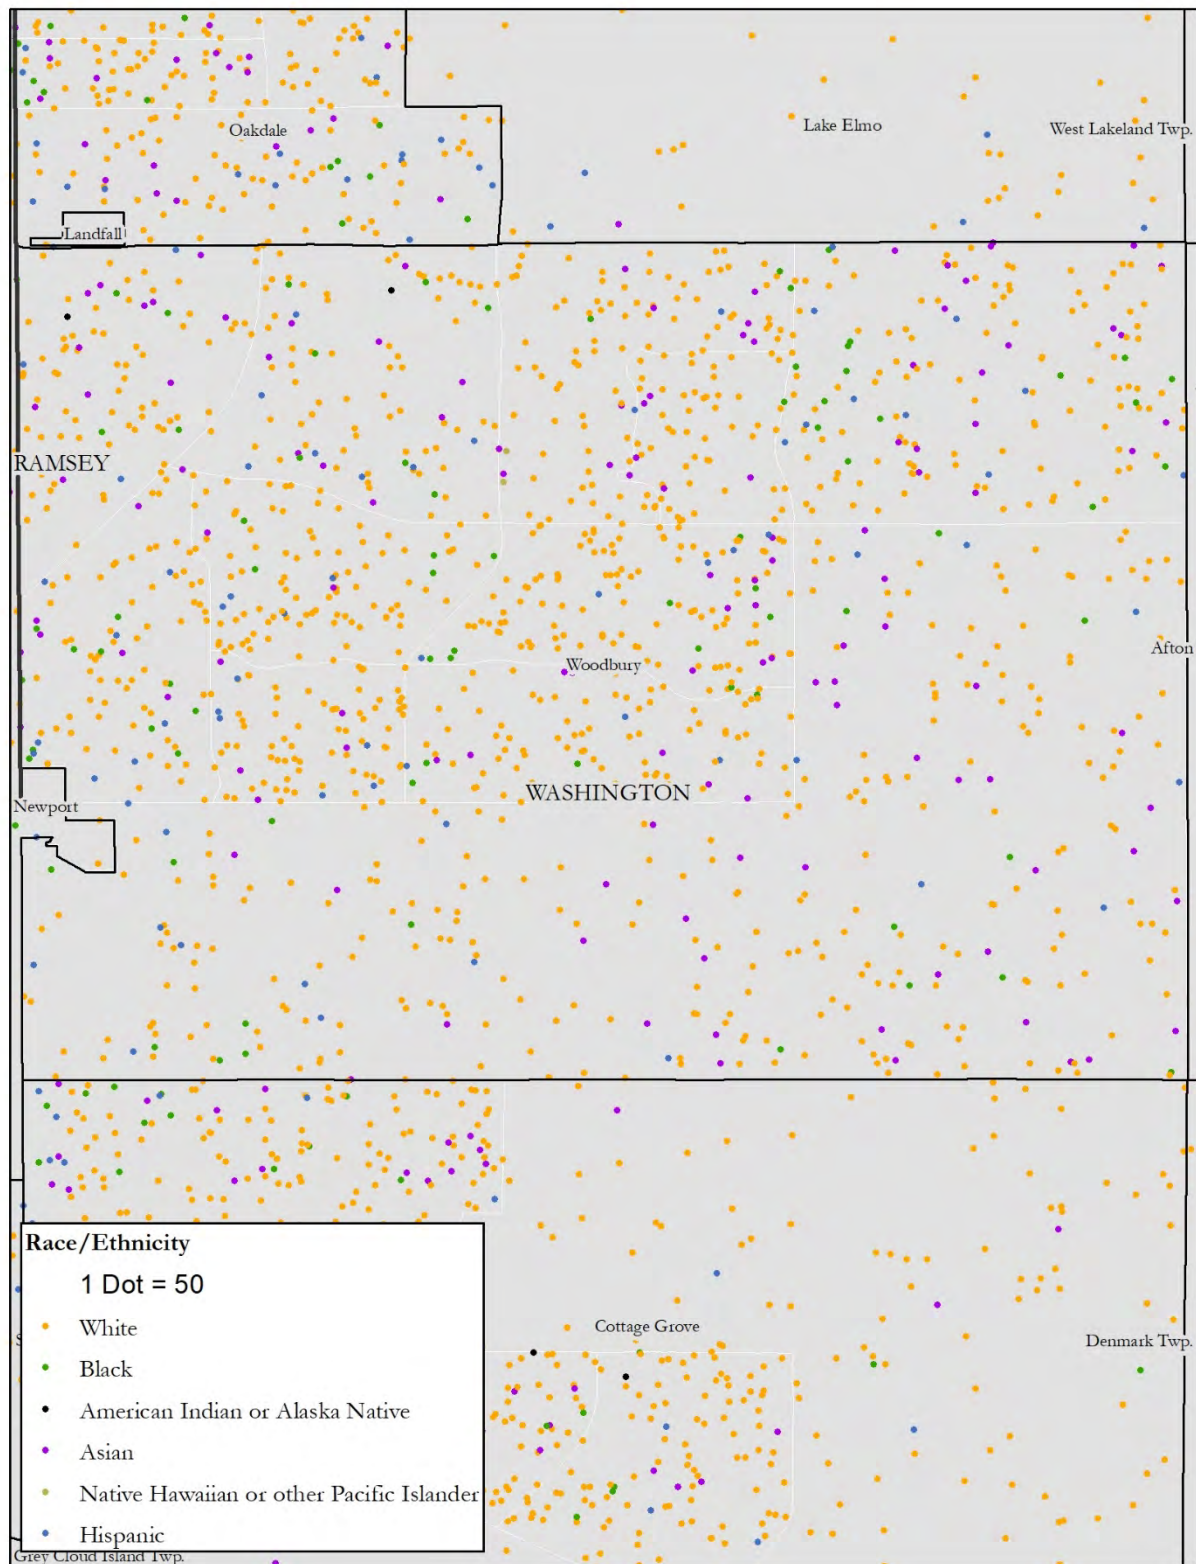 Oakdale
Lake Elmo
West Lakeland Twp.
Landfall
RAMSEY
Woodbury
Afton
WASHINGTON
Newport
Race/Ethnicity
1 Dot = 50
White
Black
American Indian or Alaska Native
Asian
Native Hawaiian or other Pacific Islander
Hispanic
Cottage Grove
Denmark Twp.
Grey Cloud Island Twp.